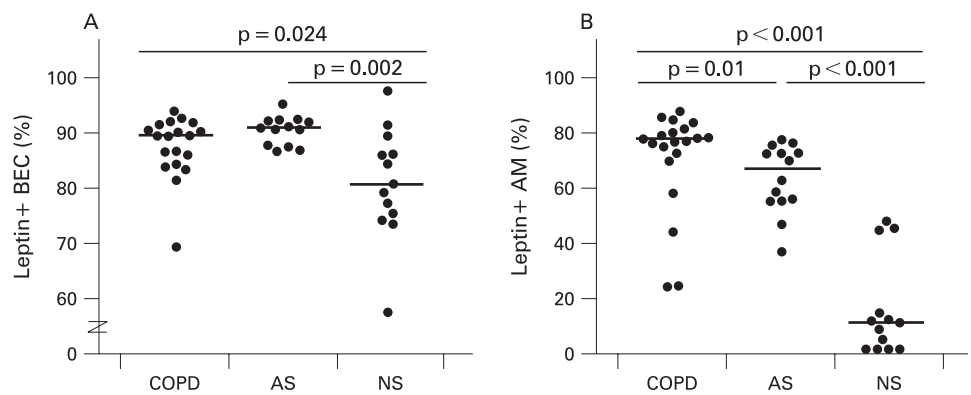 A
p = 0.024
p = 0.002
Leptin+ BEC (%)
100
90
80
70
60
0
COPD AS NS
B
p < 0.001
p = 0.01 p < 0.001
Leptin+ AM (%)
100
80
60
40
20
0
COPD AS NS